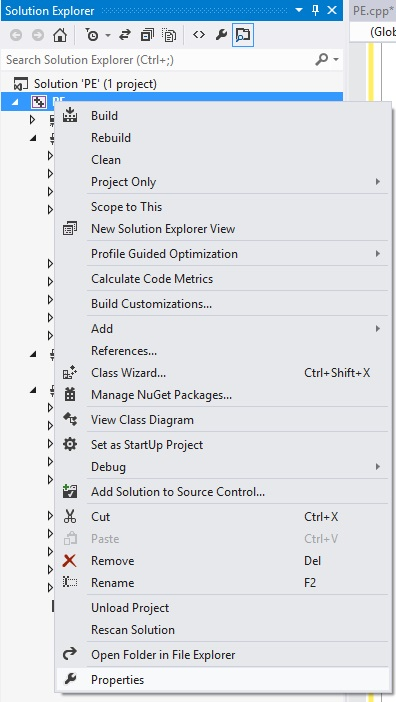 Solution Explorer
PE.cpp*
(Glob
Search Solution Explorer (Ctrl+;)
Solution 'PE' (1 project)
PE
Build
Rebuild
Clean
Project Only
Scope to This
New Solution Explorer View
Profile Guided Optimization
Calculate Code Metrics
Build Customizations...
Add
References...
Class Wizard... Ctrl+Shift+X
Manage NuGet Packages...
View Class Diagram
Set as StartUp Project
Debug
Add Solution to Source Control...
Cut Ctrl+X
Paste Ctrl+V
Remove Del
Rename F2
Unload Project
Rescan Solution
Open Folder in File Explorer
Properties